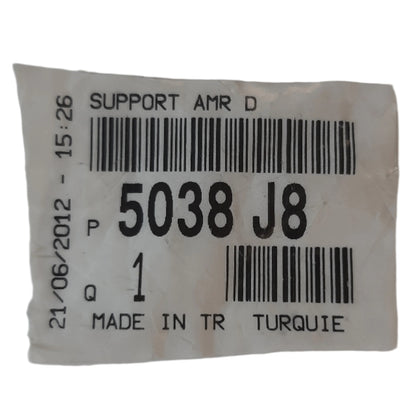 SUPPORT AMR D
P 5038 J8
Q 1
MADE IN TR TURQUIE
21/06/2012 - 15:26